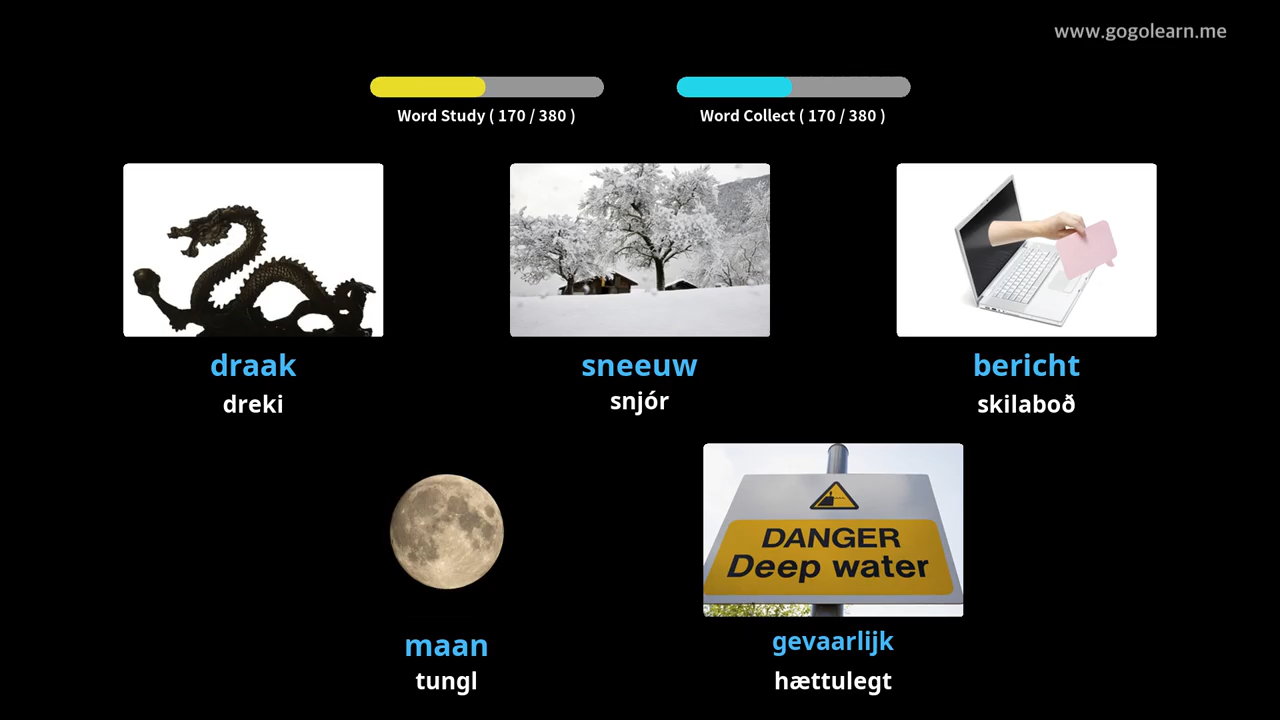 www.gogolearn.me
Word Study ( 170 / 380 )
Word Collect ( 170 / 380 )
draak
dreki
sneeuw
snjór
bericht
skilaboð
DANGER
Deep water
maan
tungl
gevaarlijk
hættulegt